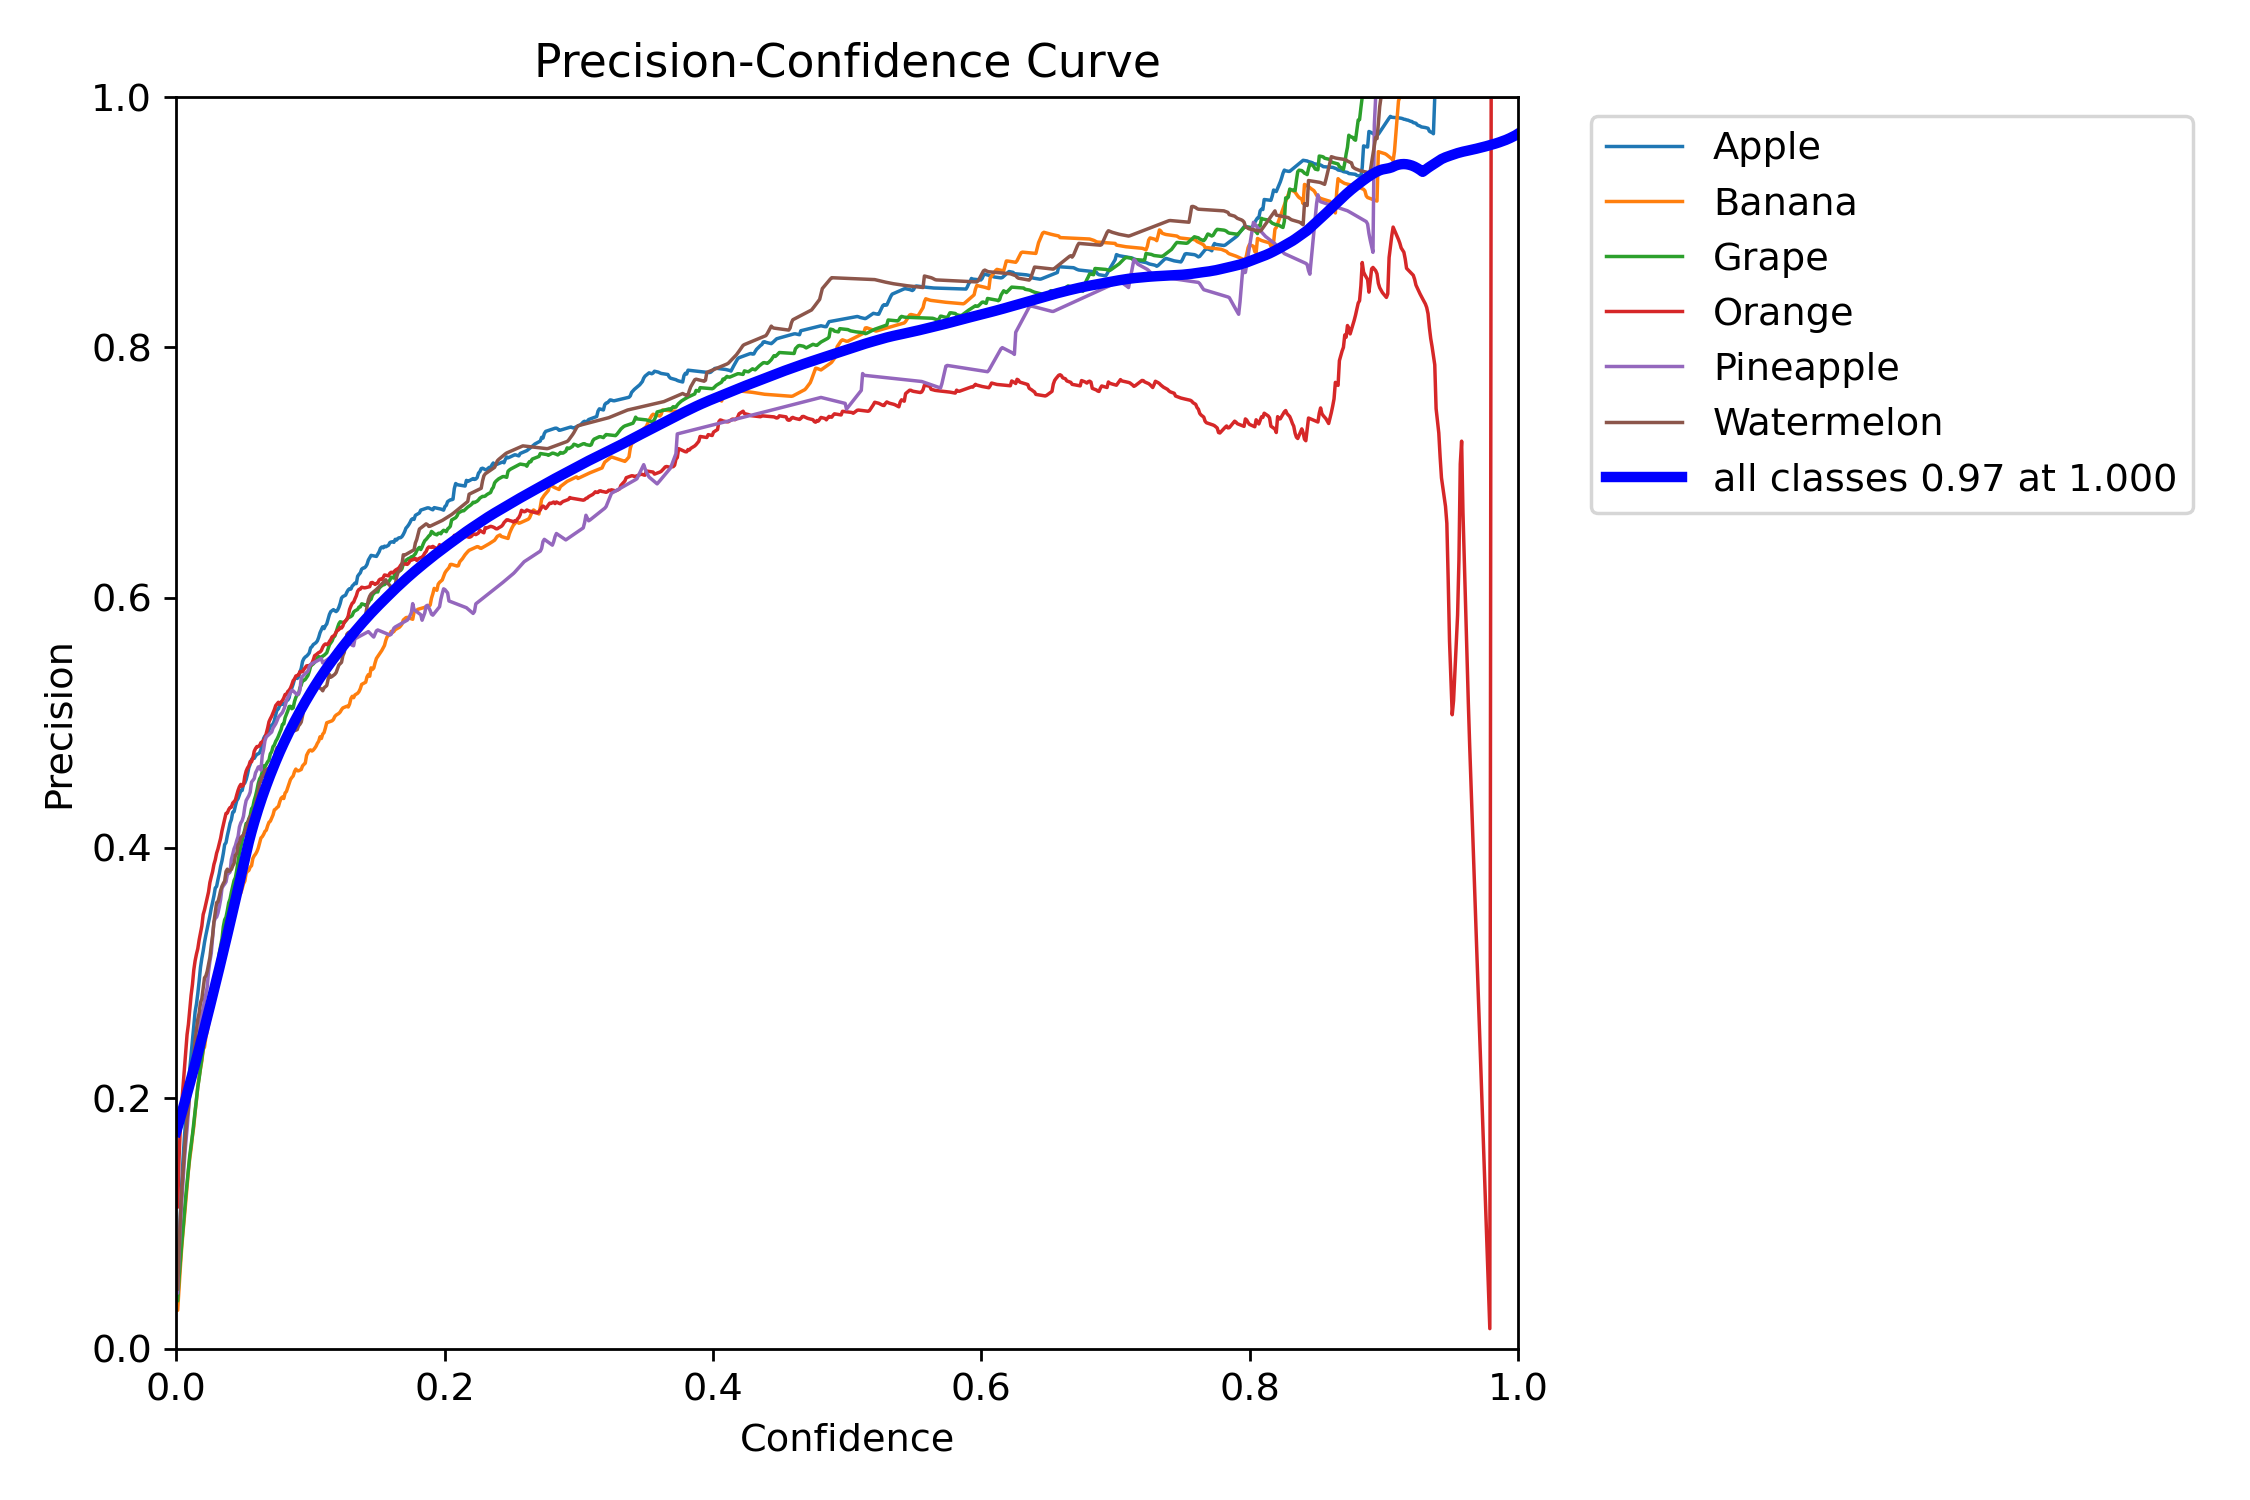 Precision-Confidence Curve
1.0
0.8
0.6
0.4
0.2
0.0
Precision
0.0 0.2 0.4 0.6 0.8 1.0
Confidence
Apple
Banana
Grape
Orange
Pineapple
Watermelon
all classes 0.97 at 1.000